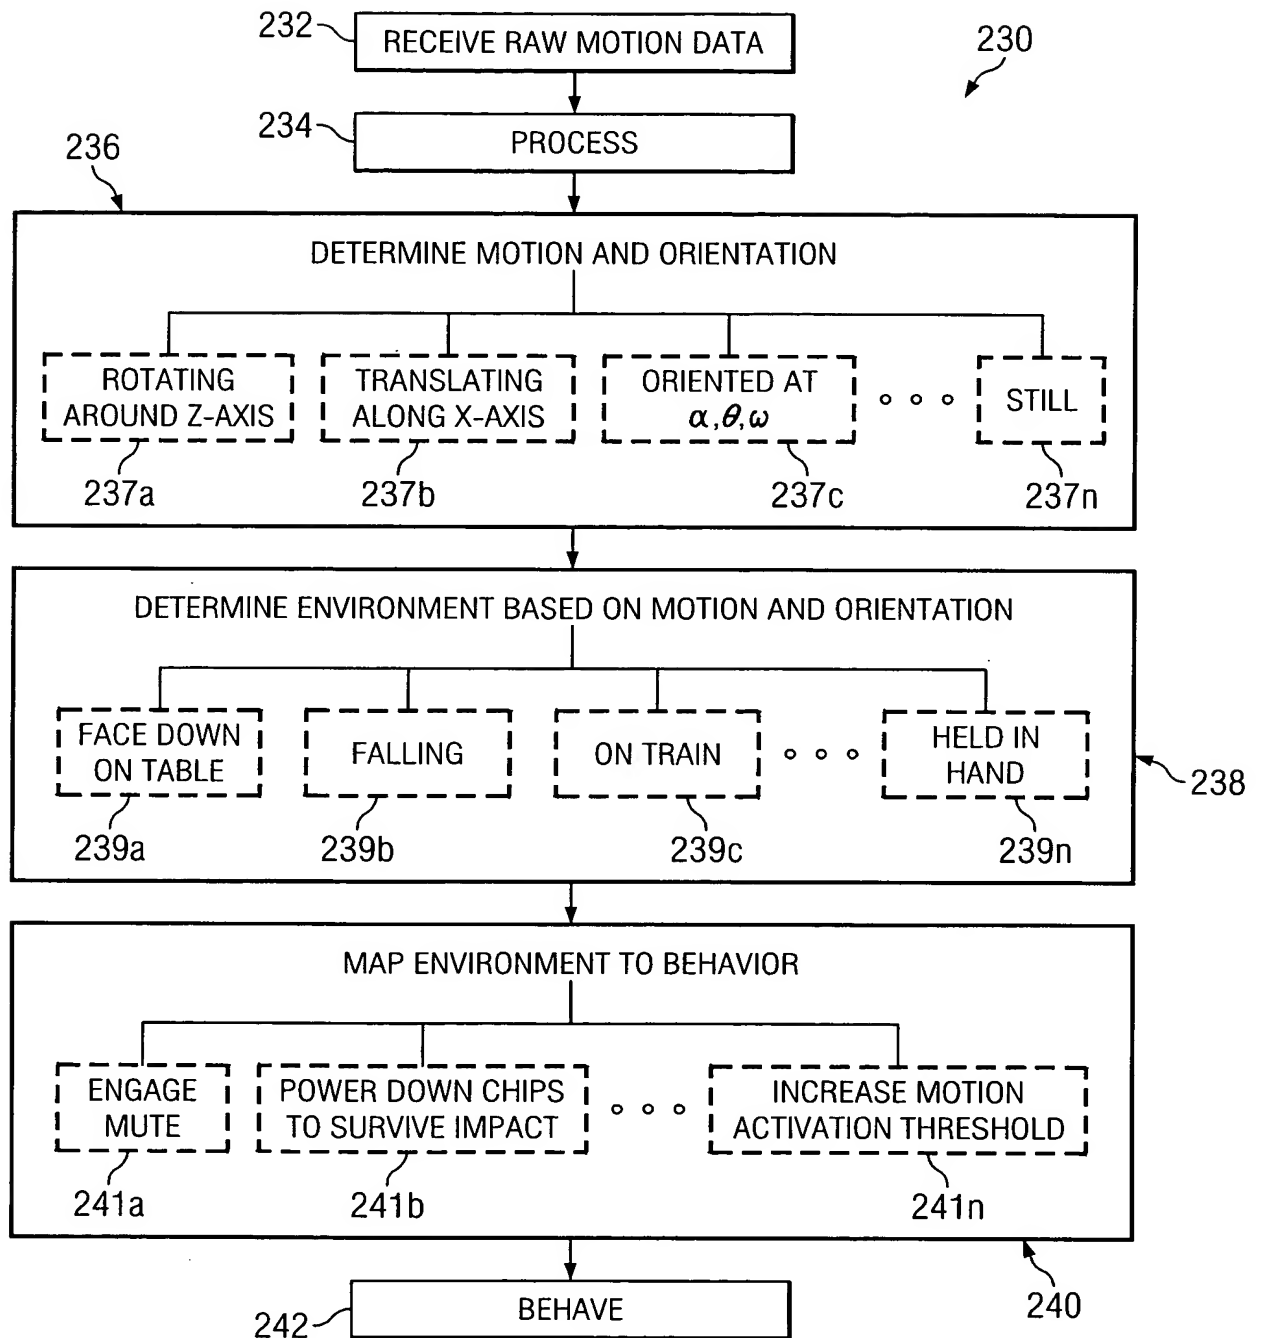 232
RECEIVE RAW MOTION DATA
230
234
PROCESS
236
DETERMINE MOTION AND ORIENTATION
ROTATING
AROUND Z-AXIS
TRANSLATING
ALONG X-AXIS
ORIENTED AT
α,θ,ω
STILL
237a
237b
237c
237n
DETERMINE ENVIRONMENT BASED ON MOTION AND ORIENTATION
FACE DOWN
ON TABLE
FALLING
ON TRAIN
HELD IN
HAND
238
239a
239b
239c
239n
MAP ENVIRONMENT TO BEHAVIOR
ENGAGE
MUTE
POWER DOWN CHIPS
TO SURVIVE IMPACT
INCREASE MOTION
ACTIVATION THRESHOLD
241a
241b
241n
240
242
BEHAVE